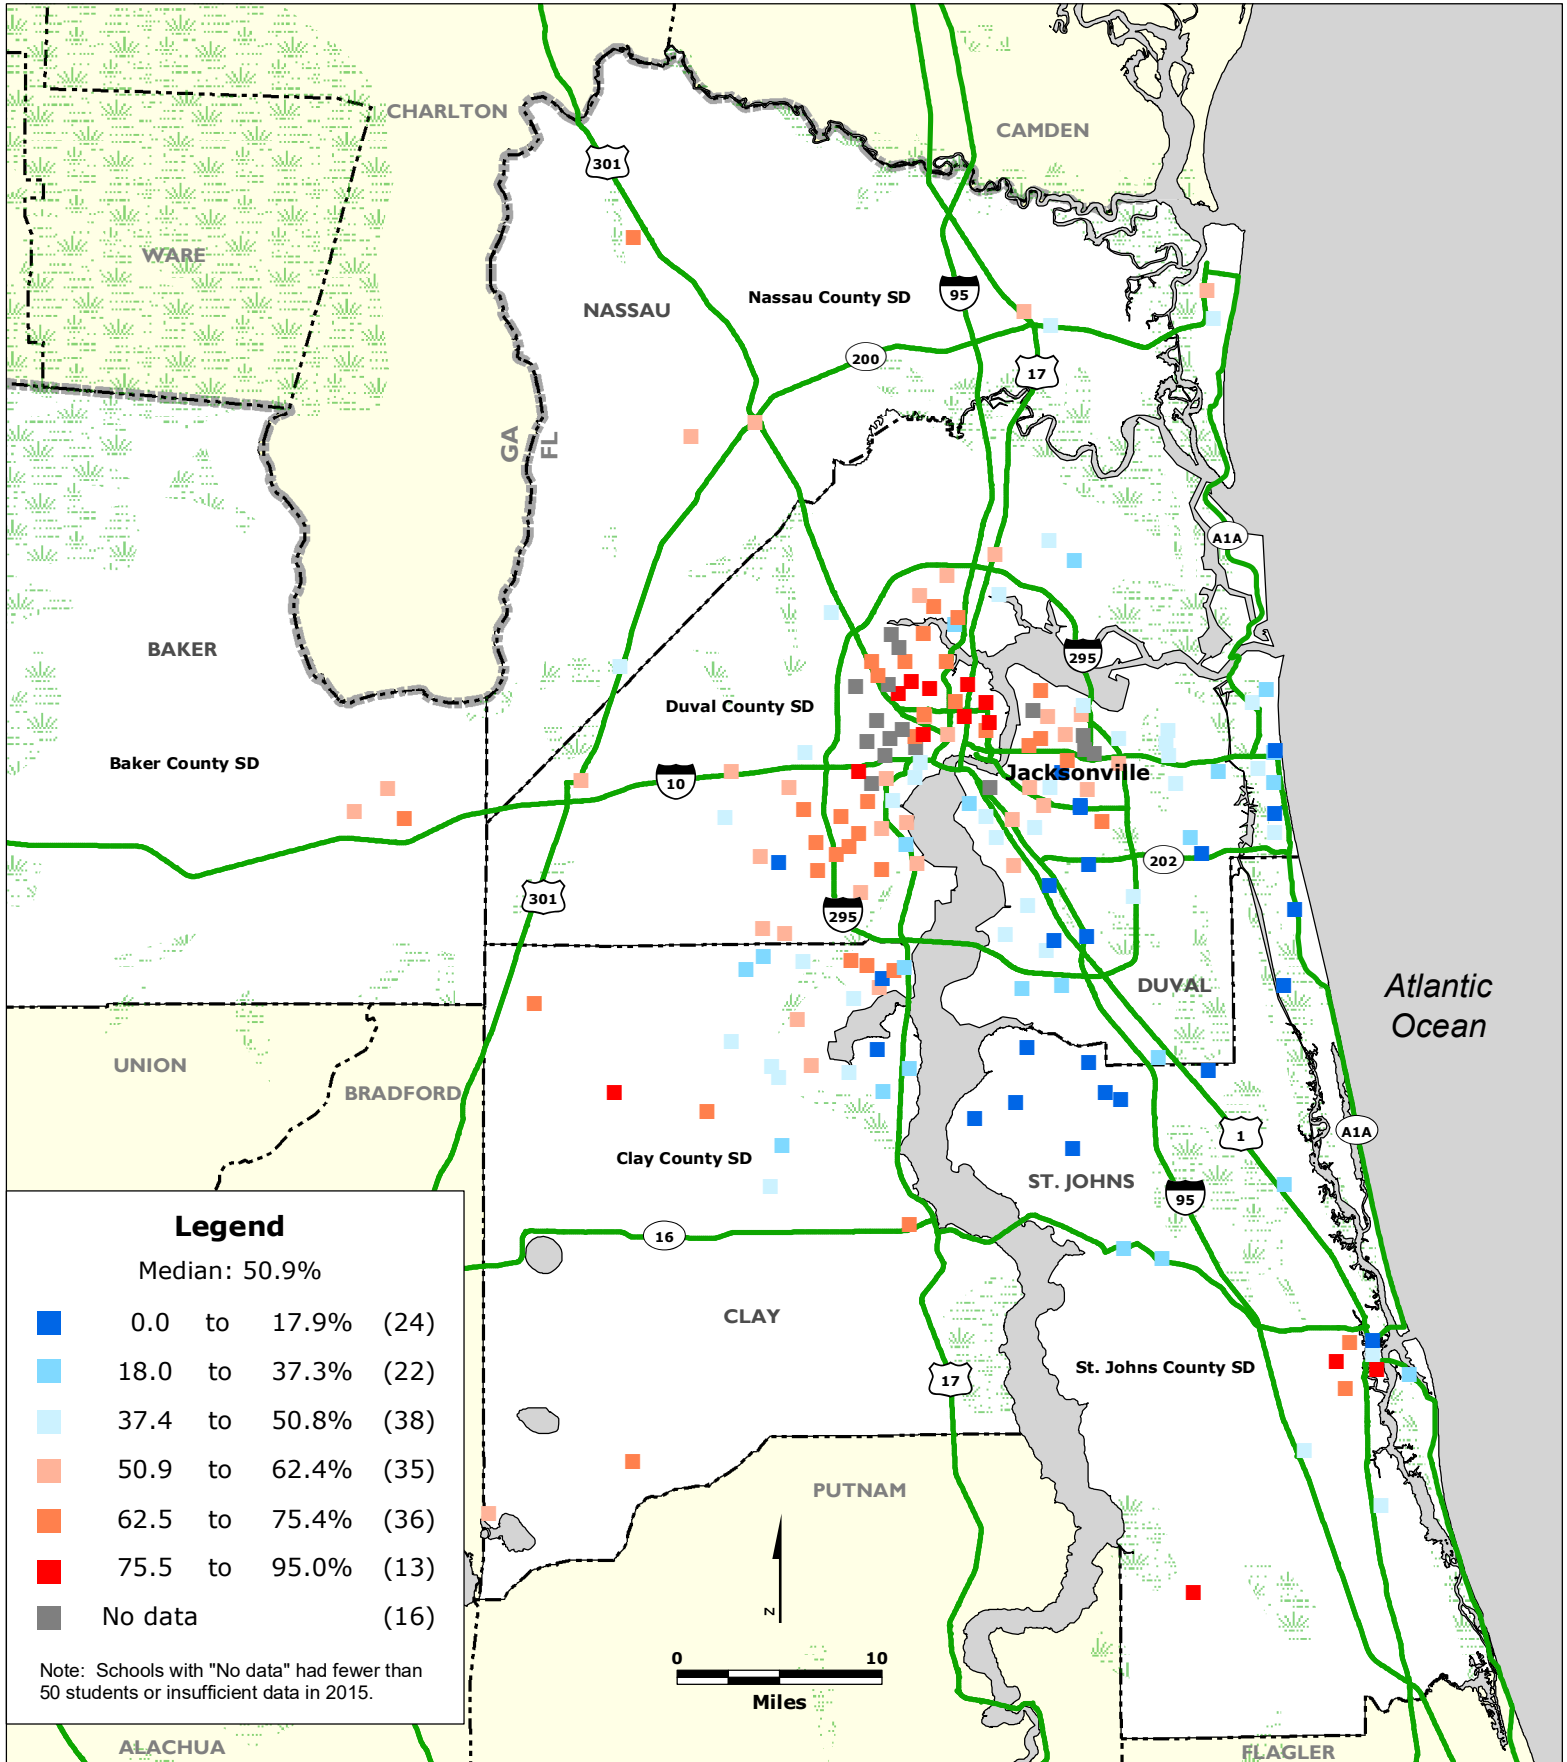 CHARLTON
CAMDEN
301
WARE
Nassau County SD
95
NASSAU
200
17
GA
FL
A1A
BAKER
295
Duval County SD
Baker County SD
Jacksonville
10
202
301
295
Atlantic
Ocean
DUVAL
UNION
BRADFORD
1
A1A
Clay County SD
ST. JOHNS
95
16
CLAY
St. Johns County SD
17
PUTNAM
Legend
Median: 50.9%
0.0 to 17.9% (24)
18.0 to 37.3% (22)
37.4 to 50.8% (38)
50.9 to 62.4% (35)
62.5 to 75.4% (36)
75.5 to 95.0% (13)
No data (16)
Note: Schools with "No data" had fewer than
50 students or insufficient data in 2015.
N
0 10
Miles
ALACHUA
FLAGLER